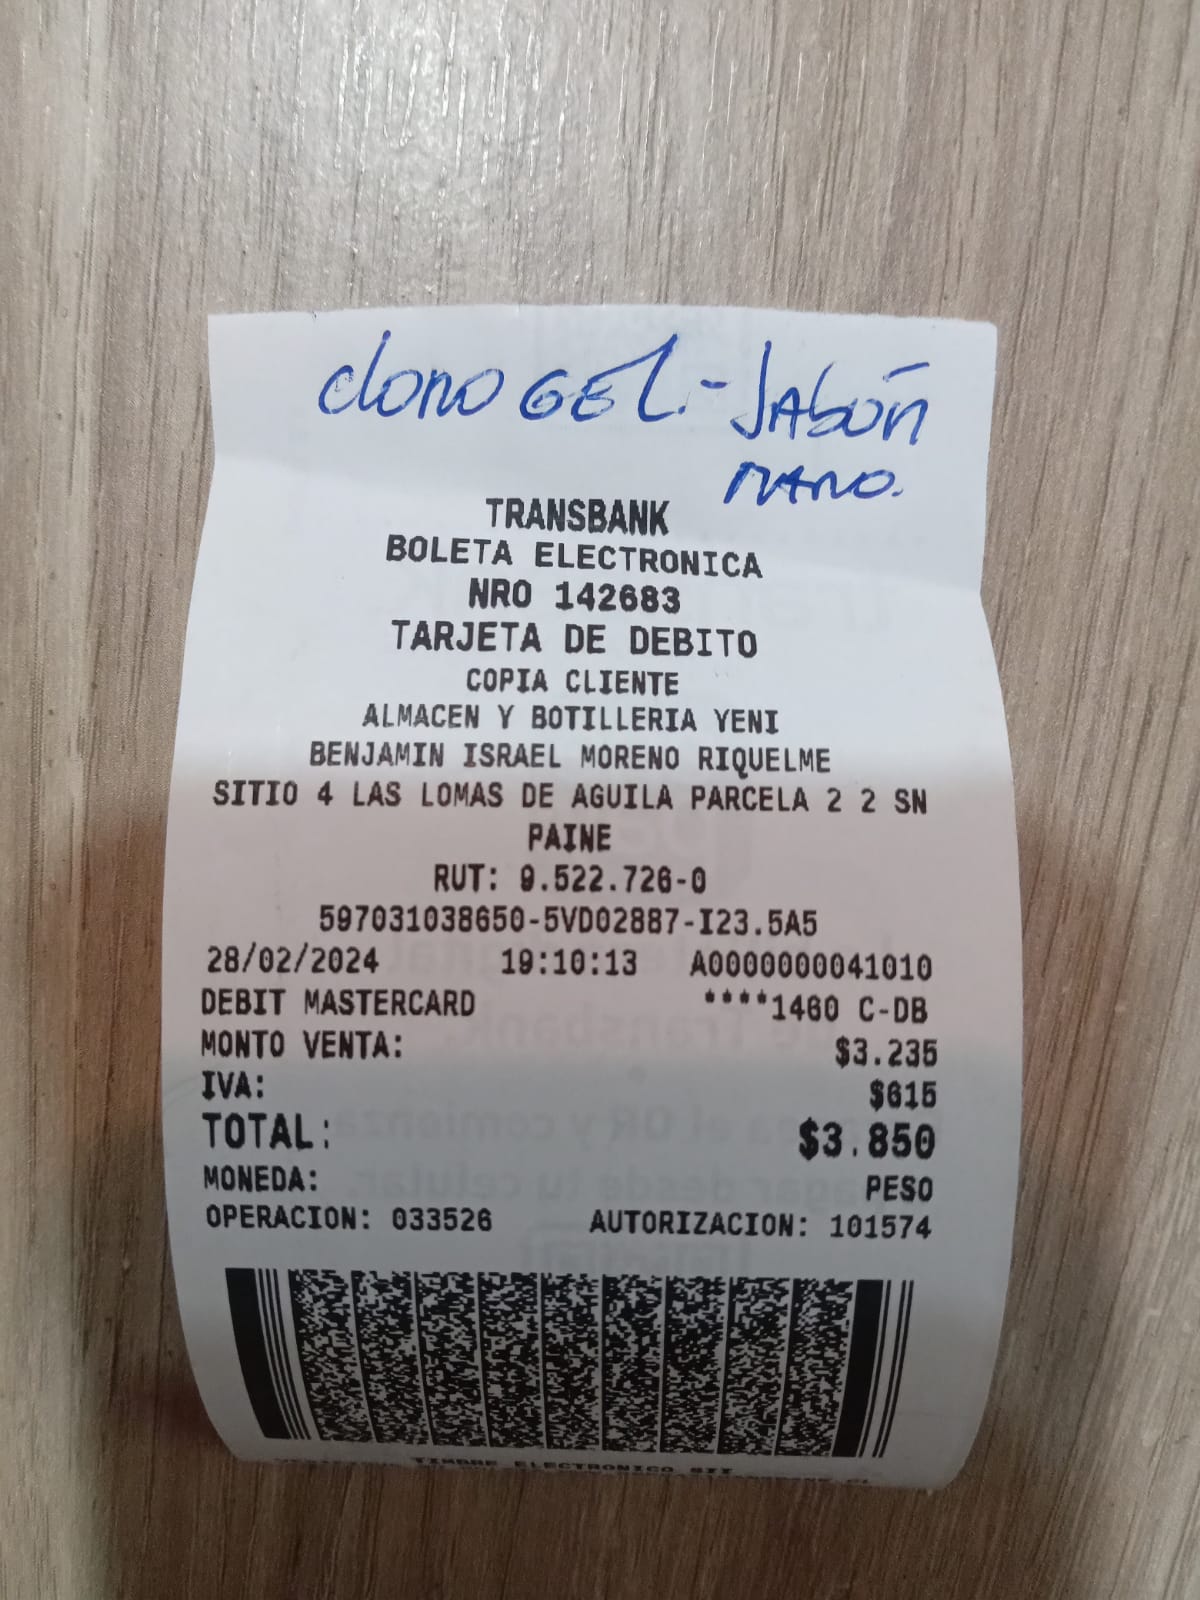 clono GEL.- JAbón
MANO.
TRANSBANK
BOLETA ELECTRONICA
NRO 142683
TARJETA DE DEBITO
COPIA CLIENTE
ALMACEN Y BOTILLERIA YENI
BENJAMIN ISRAEL MORENO RIQUELME
SITIO 4 LAS LOMAS DE AGUILA PARCELA 2 2 SN
PAINE
RUT: 9.522.726-0
597031038650-5VD02887-I23.5A5
28/02/2024 19:10:13 A0000000041010
DEBIT MASTERCARD ****1460 C-DB
MONTO VENTA: $3.235
IVA: $615
TOTAL: $3.850
MONEDA: PESO
OPERACION: 033526 AUTORIZACION: 101574
TIMBRE ELECTRONICO SII